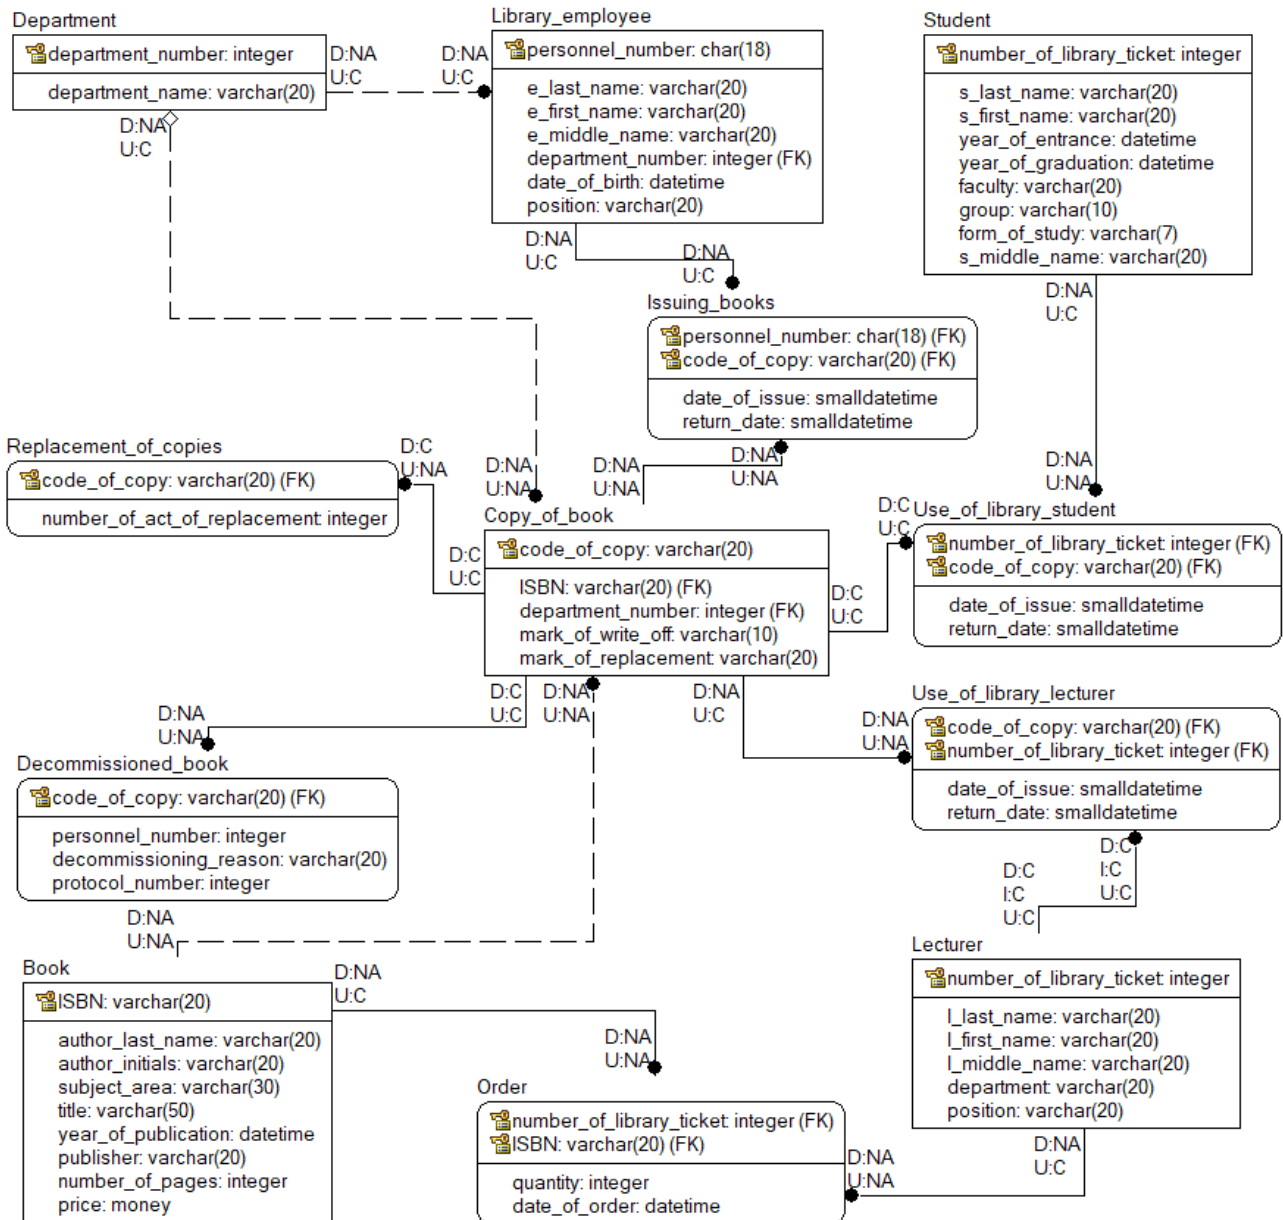 Department
department_number: integer
department_name: varchar(20)
D:NA
U:C
D:NA
U:C
D:NA
U:C
Library_employee
personnel_number: char(18)
e_last_name: varchar(20)
e_first_name: varchar(20)
e_middle_name: varchar(20)
department_number: integer (FK)
date_of_birth: datetime
position: varchar(20)
D:NA
U:C
D:NA
U:C
Student
number_of_library_ticket: integer
s_last_name: varchar(20)
s_first_name: varchar(20)
year_of_entrance: datetime
year_of_graduation: datetime
faculty: varchar(20)
group: varchar(10)
form_of_study: varchar(7)
s_middle_name: varchar(20)
D:NA
U:C
Issuing_books
personnel_number: char(18) (FK)
code_of_copy: varchar(20) (FK)
date_of_issue: smalldatetime
return_date: smalldatetime
D:NA
U:NA
D:NA
U:NA
D:NA
U:NA
Replacement_of_copies
code_of_copy: varchar(20) (FK)
number_of_act_of_replacement: integer
D:C
U:NA
D:C
U:C
D:NA
U:NA
Copy_of_book
code_of_copy: varchar(20)
ISBN: varchar(20) (FK)
department_number: integer (FK)
mark_of_write_off: varchar(10)
mark_of_replacement: varchar(20)
D:C
U:C
D:C
U:C
Use_of_library_student
number_of_library_ticket: integer (FK)
code_of_copy: varchar(20) (FK)
date_of_issue: smalldatetime
return_date: smalldatetime
D:C
U:C
D:NA
U:NA
D:NA
U:C
D:NA
U:NA
Use_of_library_lecturer
code_of_copy: varchar(20) (FK)
number_of_library_ticket: integer (FK)
date_of_issue: smalldatetime
return_date: smalldatetime
D:C
I:C
U:C
D:C
I:C
U:C
D:NA
U:NA
Decommissioned_book
code_of_copy: varchar(20) (FK)
personnel_number: integer
decommissioning_reason: varchar(20)
protocol_number: integer
D:NA
U:NA
Book
ISBN: varchar(20)
author_last_name: varchar(20)
author_initials: varchar(20)
subject_area: varchar(30)
title: varchar(50)
year_of_publication: datetime
publisher: varchar(20)
number_of_pages: integer
price: money
D:NA
U:C
D:NA
U:NA
Order
number_of_library_ticket: integer (FK)
ISBN: varchar(20) (FK)
quantity: integer
date_of_order: datetime
D:NA
U:NA
Lecturer
number_of_library_ticket: integer
l_last_name: varchar(20)
l_first_name: varchar(20)
l_middle_name: varchar(20)
department: varchar(20)
position: varchar(20)
D:NA
U:C